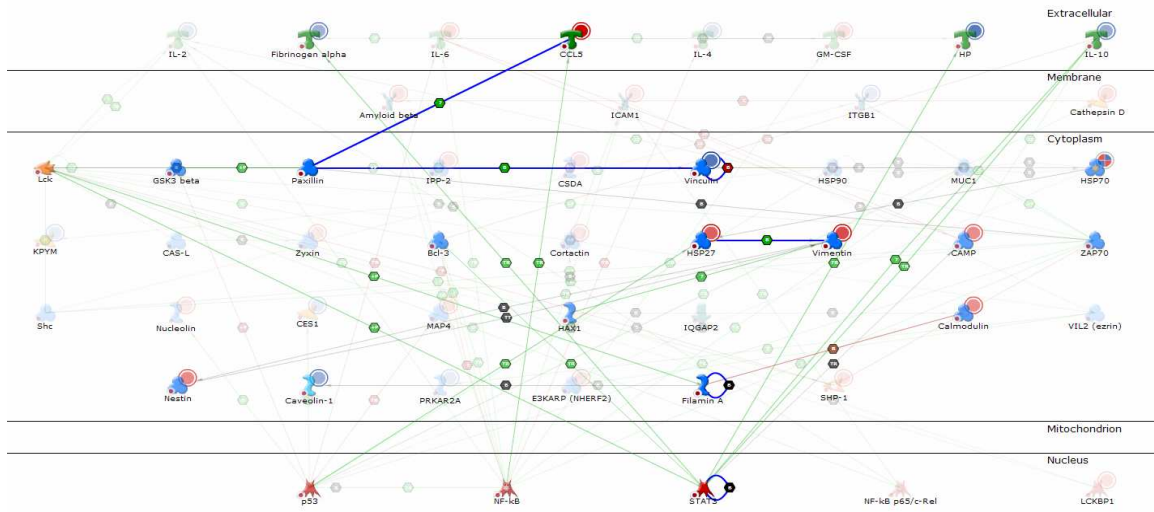 Extracellular
IL-2
Fibrinogen alpha
IL-6
CCL5
IL-4
GM-CSF
HP
IL-10
Membrane
Amyloid beta
ICAM1
ITGB1
Cathepsin D
Cytoplasm
Lck
GSK3 beta
Paxillin
IPP-2
CSDA
Vinculin
HSP90
MUC1
HSP70
KPYM
CAS-L
Zyxin
Bcl-3
Cortactin
HSP27
Vimentin
CAMP
ZAP70
Shc
Nucleolin
CES1
MAP4
HAX1
IQGAP2
Calmodulin
VIL2 (ezrin)
Nestin
Caveolin-1
PRKAR2A
E3KARP (NHERF2)
Filamin A
SHP-1
Mitochondrion
Nucleus
p53
NF-kB
STAT3
NF-kB p65/c-Rel
LCKBP1